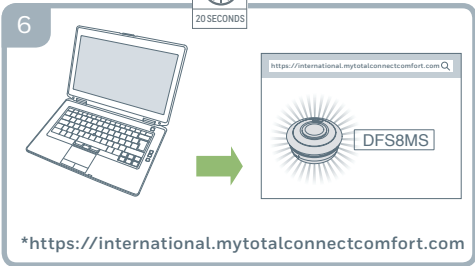 20 SECONDS
6
https://international.mytotalconnectcomfort.com
DFS8MS
*https://international.mytotalconnectcomfort.com